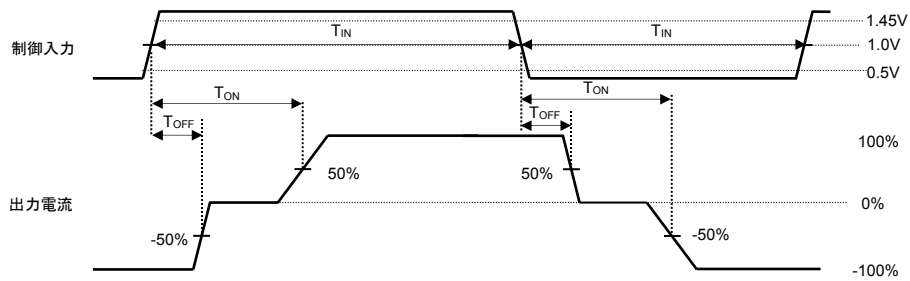 1.45V
T_IN T_IN
制御入力 1.0V
0.5V
T_ON T_ON
T_OFF T_OFF
100%
50% 50%
出力電流 0%
-50% -50%
-100%